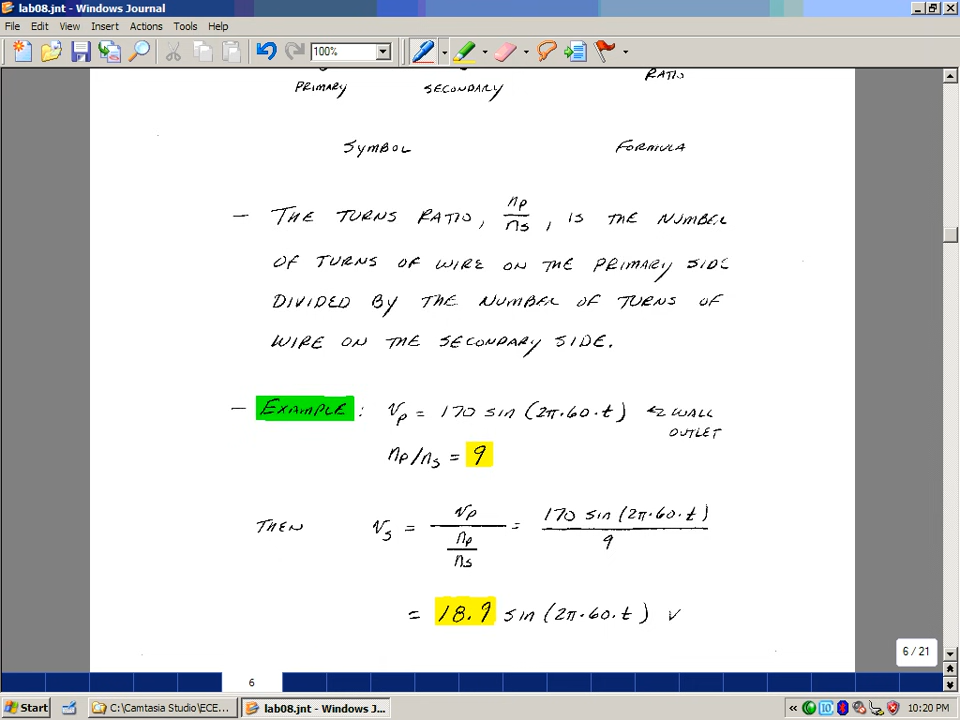 lab08.jnt - Windows Journal
File Edit View Insert Actions Tools Help
100%
RATIO
PRIMARY SECONDARY
SYMBOL FORMULA
- THE TURNS RATIO, np/ns, IS THE NUMBER
OF TURNS OF WIRE ON THE PRIMARY SIDE
DIVIDED BY THE NUMBER OF TURNS OF
WIRE ON THE SECONDARY SIDE.
- EXAMPLE: Vp = 170 sin (2π·60·t) ← WALL
OUTLET
np/ns = 9
THEN Vs = Vp / (np/ns) = 170 sin (2π·60·t) / 9
= 18.9 sin (2π·60·t) V
6 / 21
6
Start C:\Camtasia Studio\ECE... lab08.jnt - Windows J... « 10:20 PM